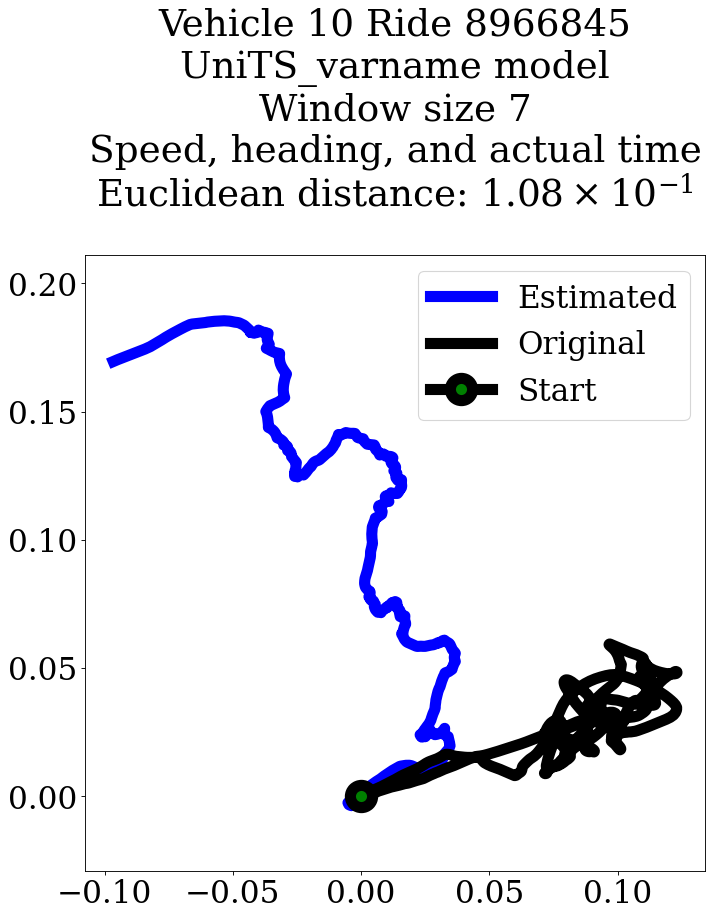 Vehicle 10 Ride 8966845
UniTS_varname model
Window size 7
Speed, heading, and actual time
Euclidean distance: $1.08 \times 10^{-1}$
0.20
0.15
0.10
0.05
0.00
Estimated
Original
Start
−0.10 −0.05 0.00 0.05 0.10